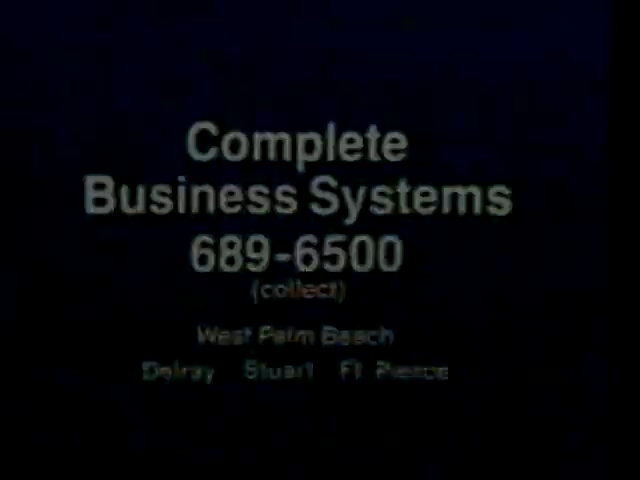 Complete
Business Systems
689-6500
(collect)
West Palm Beach
Delray Stuart Ft Pierce